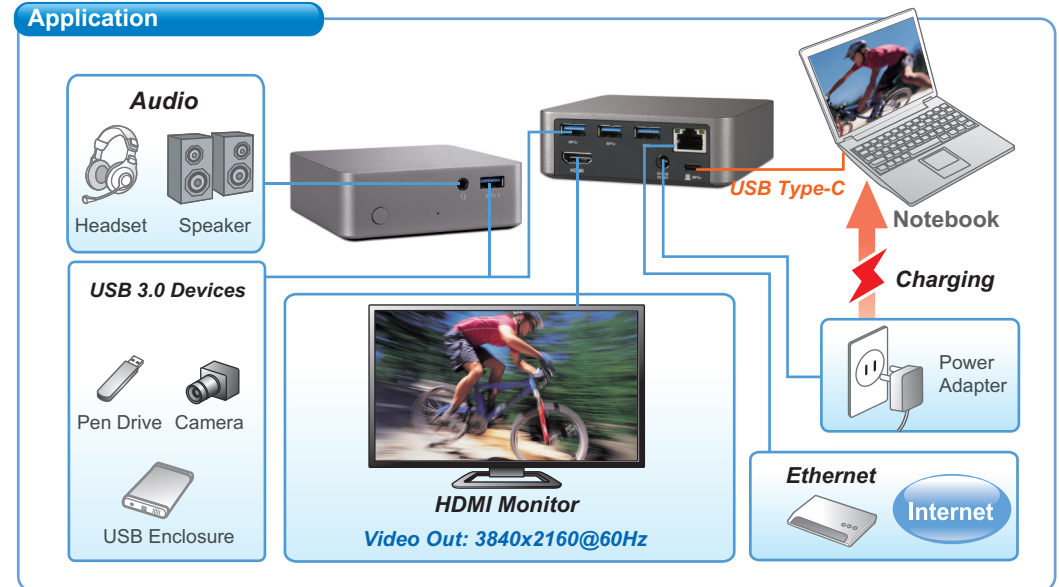 Application
Audio
Headset
Speaker
HDMI
USB Type-C
Notebook
Charging
Power
Adapter
USB 3.0 Devices
Pen Drive
Camera
USB Enclosure
HDMI Monitor
Video Out: 3840x2160@60Hz
Ethernet
Internet